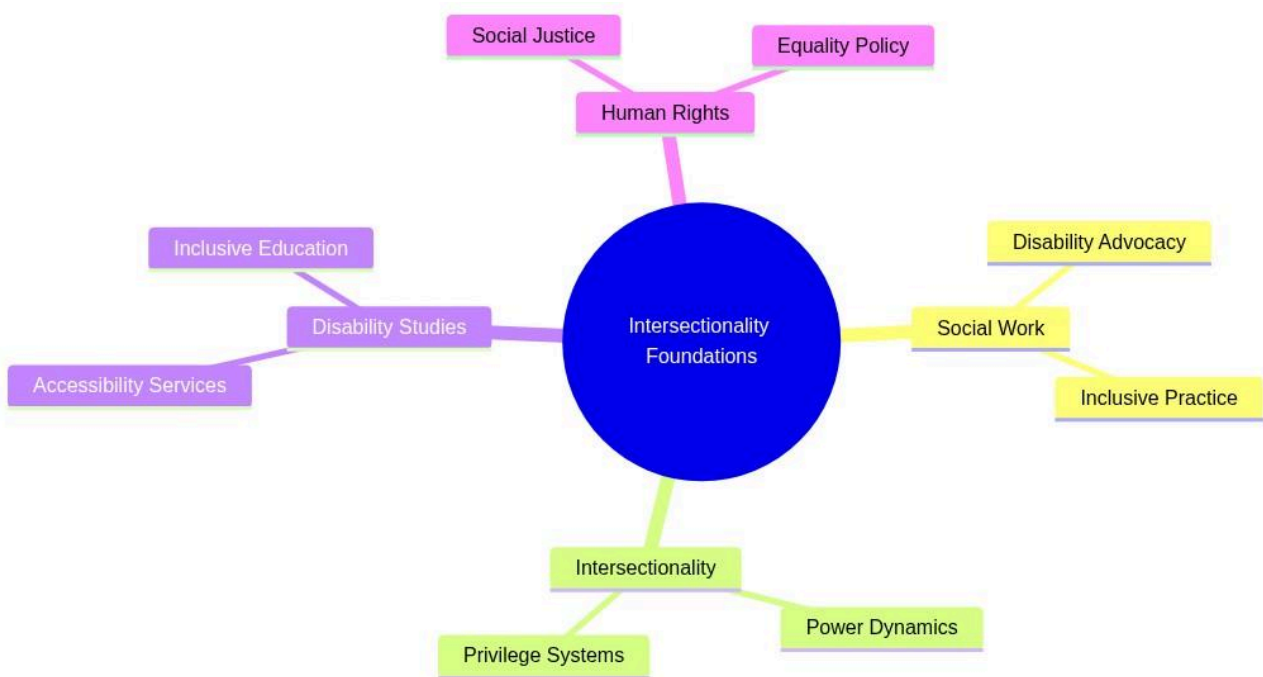 Social Justice
Equality Policy
Human Rights
Inclusive Education
Disability Advocacy
Disability Studies
Intersectionality
Foundations
Social Work
Accessibility Services
Inclusive Practice
Intersectionality
Power Dynamics
Privilege Systems